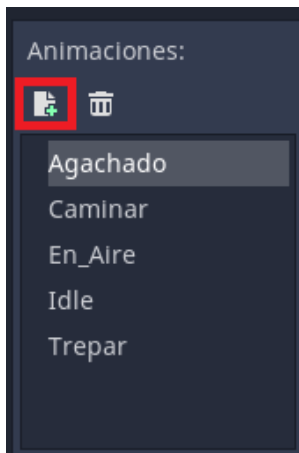 Animaciones:
Agachado
Caminar
En_Aire
Idle
Trepar